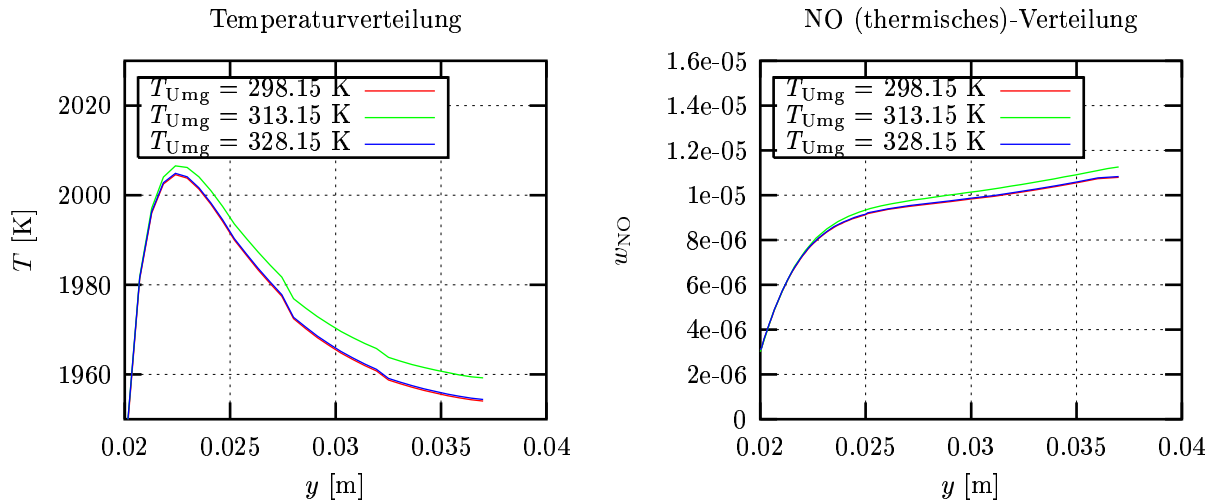 Temperaturverteilung
2020
2000
1980
1960
T [K]
T_Umg = 298.15 K
T_Umg = 313.15 K
T_Umg = 328.15 K
0.02 0.025 0.03 0.035 0.04
y [m]
NO (thermisches)-Verteilung
1.6e-05
1.4e-05
1.2e-05
1e-05
8e-06
6e-06
4e-06
2e-06
0
w_NO
T_Umg = 298.15 K
T_Umg = 313.15 K
T_Umg = 328.15 K
0.02 0.025 0.03 0.035 0.04
y [m]